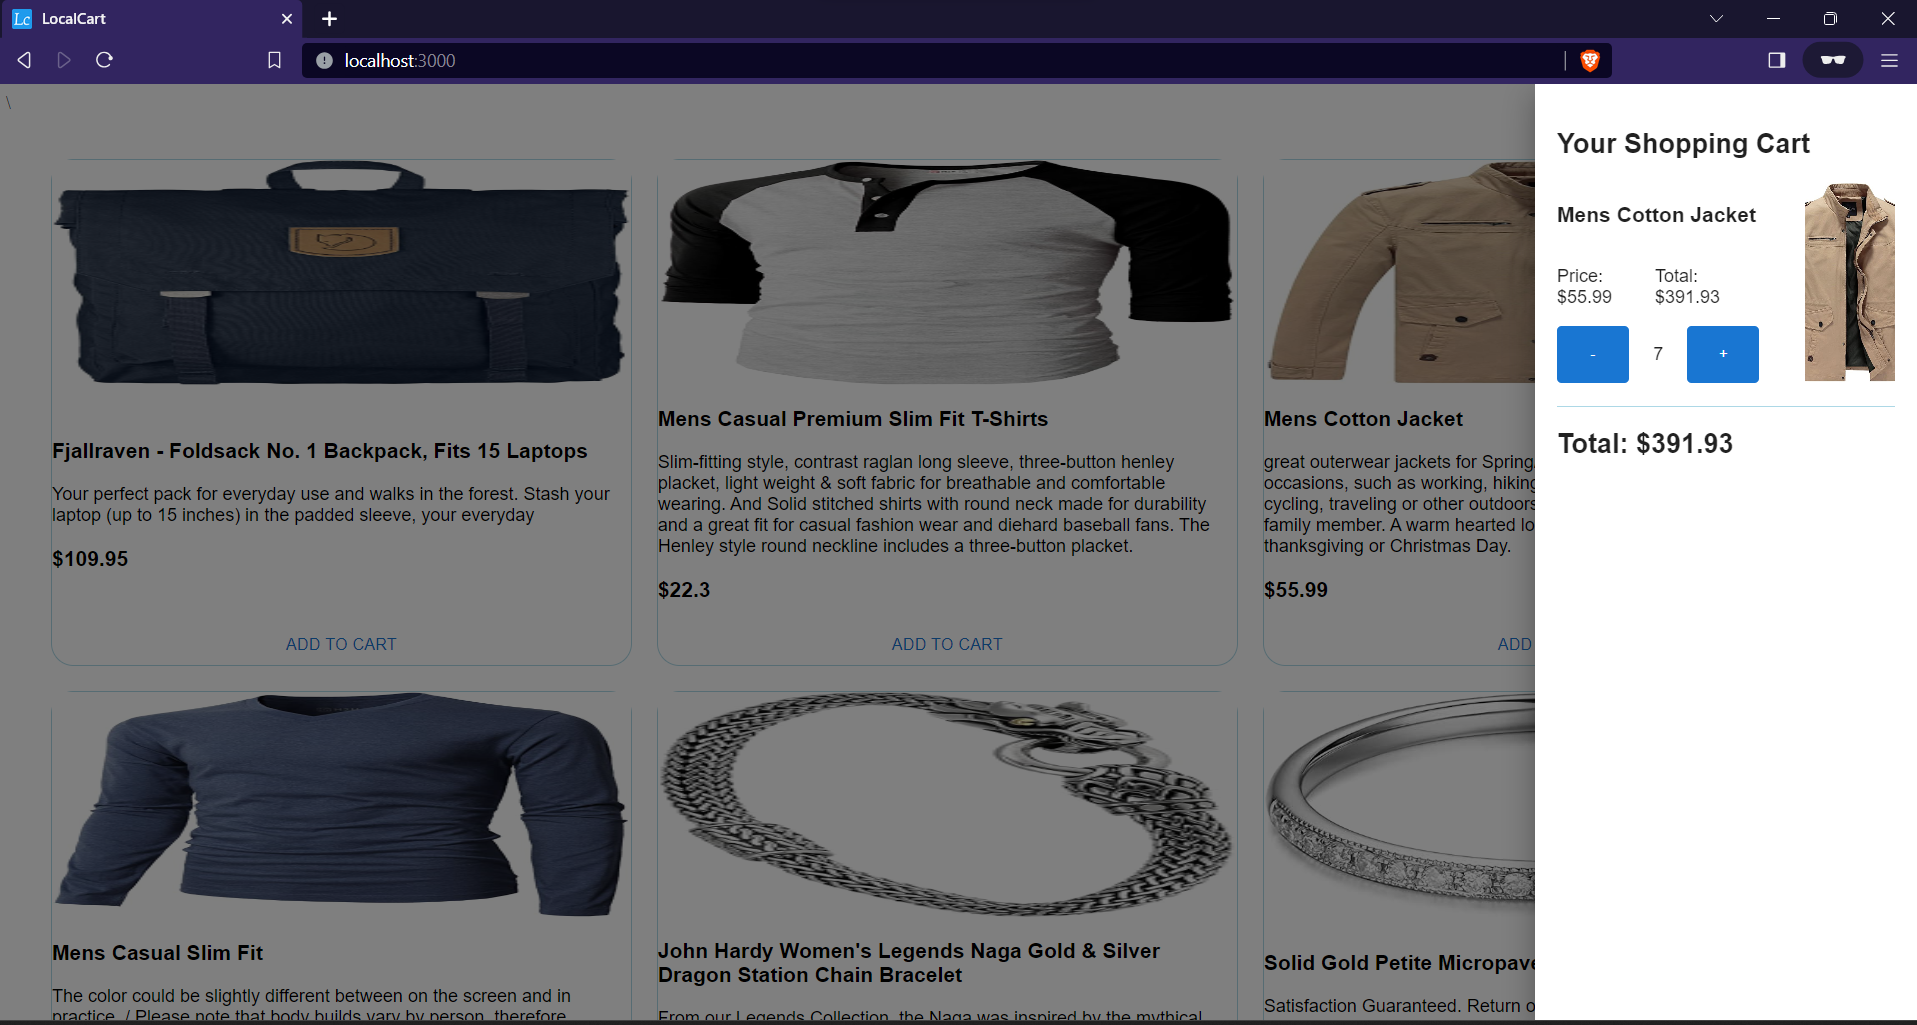 Lc LocalCart
localhost:3000
\
Your Shopping Cart
Mens Cotton Jacket
Price:
$55.99
Total:
$391.93
- 7 +
Total: $391.93
Fjallraven - Foldsack No. 1 Backpack, Fits 15 Laptops
Your perfect pack for everyday use and walks in the forest. Stash your
laptop (up to 15 inches) in the padded sleeve, your everyday
$109.95
ADD TO CART
Mens Casual Premium Slim Fit T-Shirts
Slim-fitting style, contrast raglan long sleeve, three-button henley
placket, light weight & soft fabric for breathable and comfortable
wearing. And Solid stitched shirts with round neck made for durability
and a great fit for casual fashion wear and diehard baseball fans. The
Henley style round neckline includes a three-button placket.
$22.3
ADD TO CART
Mens Cotton Jacket
great outerwear jackets for Spring
occasions, such as working, hiking
cycling, traveling or other outdoors
family member. A warm hearted lo
thanksgiving or Christmas Day.
$55.99
ADD
Mens Casual Slim Fit
The color could be slightly different between on the screen and in
practice. / Please note that body builds vary by person, therefore,
John Hardy Women's Legends Naga Gold & Silver
Dragon Station Chain Bracelet
From our Legends Collection, the Naga was inspired by the mythical
Solid Gold Petite Micropave
Satisfaction Guaranteed. Return o